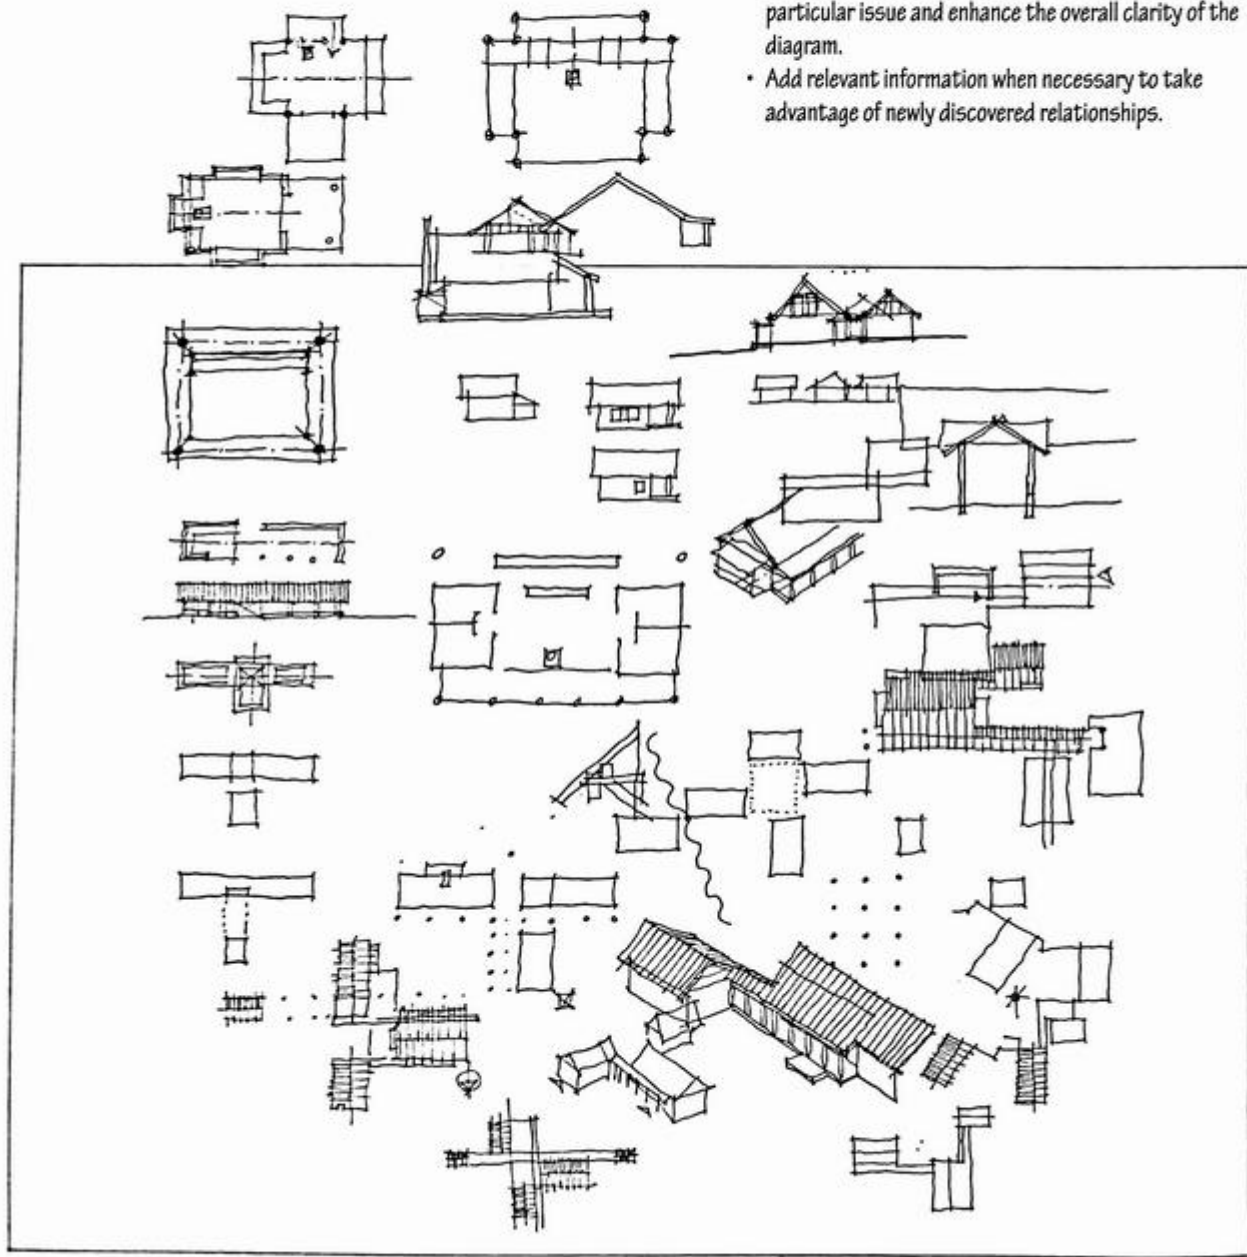 particular issue and enhance the overall clarity of the
diagram.
• Add relevant information when necessary to take
advantage of newly discovered relationships.